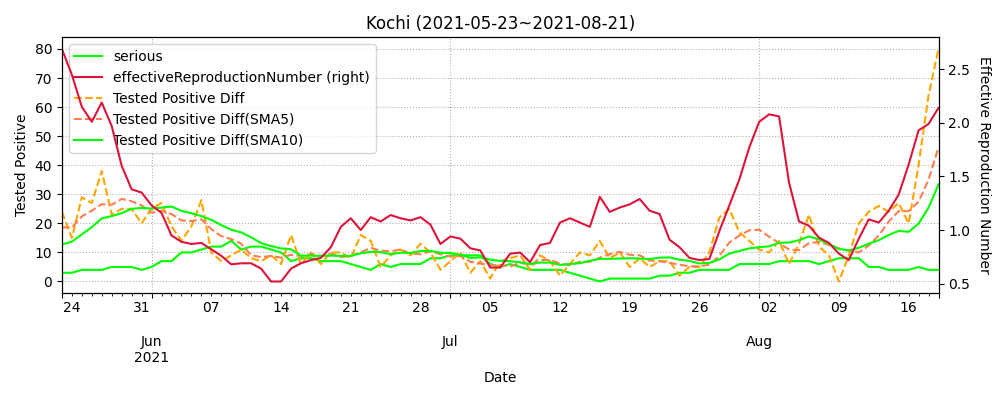 Kochi (2021-05-23~2021-08-21)
serious
effectiveReproductionNumber (right)
Tested Positive Diff
Tested Positive Diff(SMA5)
Tested Positive Diff(SMA10)
Tested Positive
80
70
60
50
40
30
20
10
0
2.5
2.0
1.5
1.0
0.5
Effective Reproduction Number
24 31 07 14 21 28 05 12 19 26 02 09 16
Jun Jul Aug
2021
Date